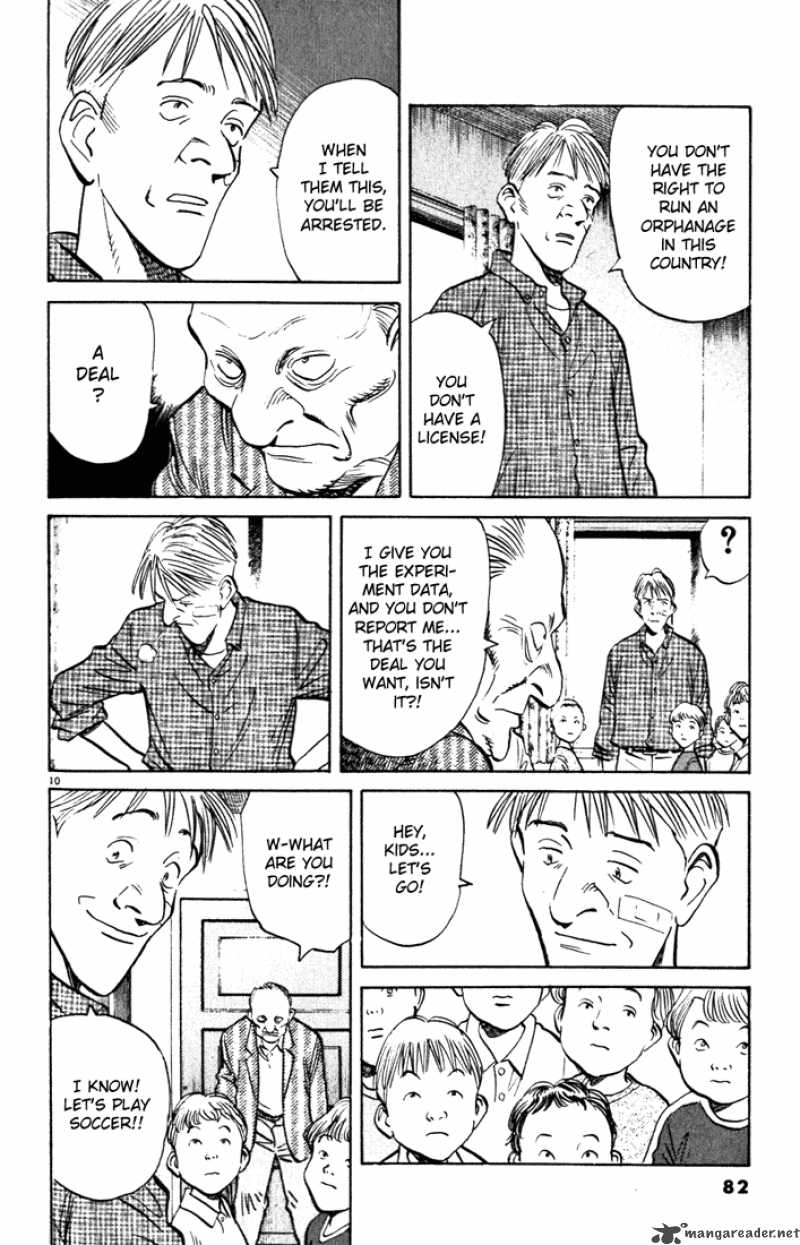 YOU DON'T
HAVE THE
RIGHT TO
RUN AN
ORPHANAGE
IN THIS
COUNTRY!
YOU
DON'T
HAVE A
LICENSE!
WHEN
I TELL
THEM THIS,
YOU'LL BE
ARRESTED.
A
DEAL
?
?
I GIVE YOU
THE EXPERI-
MENT DATA,
AND YOU DON'T
REPORT ME...
THAT'S THE
DEAL YOU
WANT, ISN'T
IT?!
10
HEY,
KIDS...
LET'S
GO!
W-WHAT
ARE YOU
DOING?!
I KNOW!
LET'S PLAY
SOCCER!!
82
mangareader.net